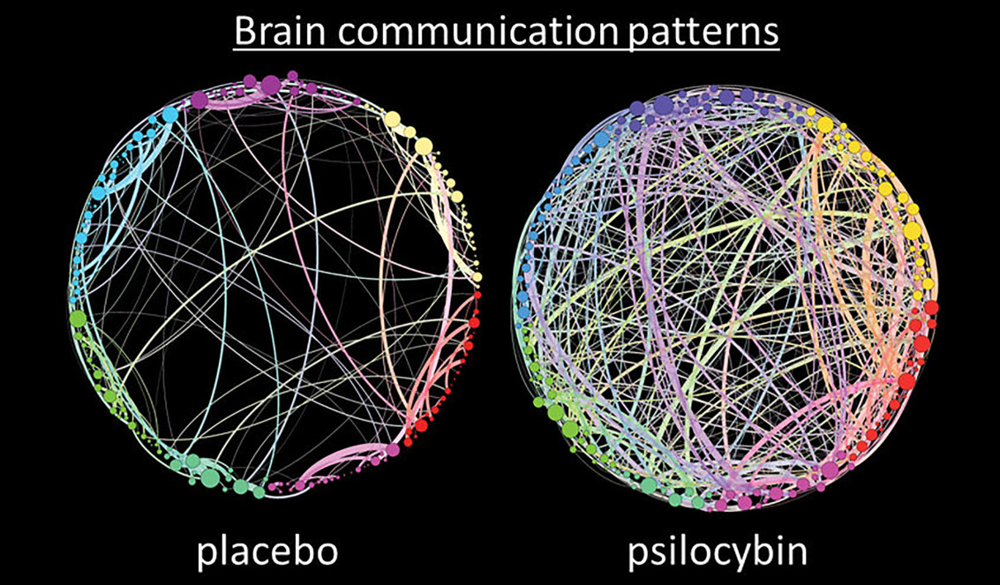 Brain communication patterns
placebo
psilocybin